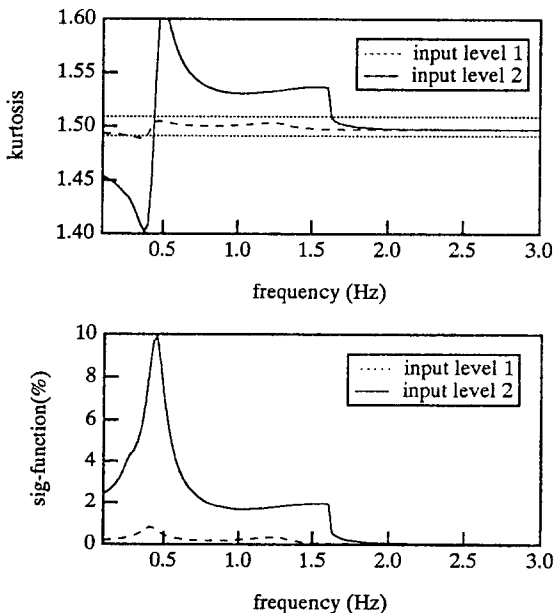 1.60
1.55
1.50
1.45
1.40
kurtosis
input level 1
input level 2
0.5 1.0 1.5 2.0 2.5 3.0
frequency (Hz)
10
8
6
4
2
0
sig-function(%)
input level 1
input level 2
0.5 1.0 1.5 2.0 2.5 3.0
frequency (Hz)